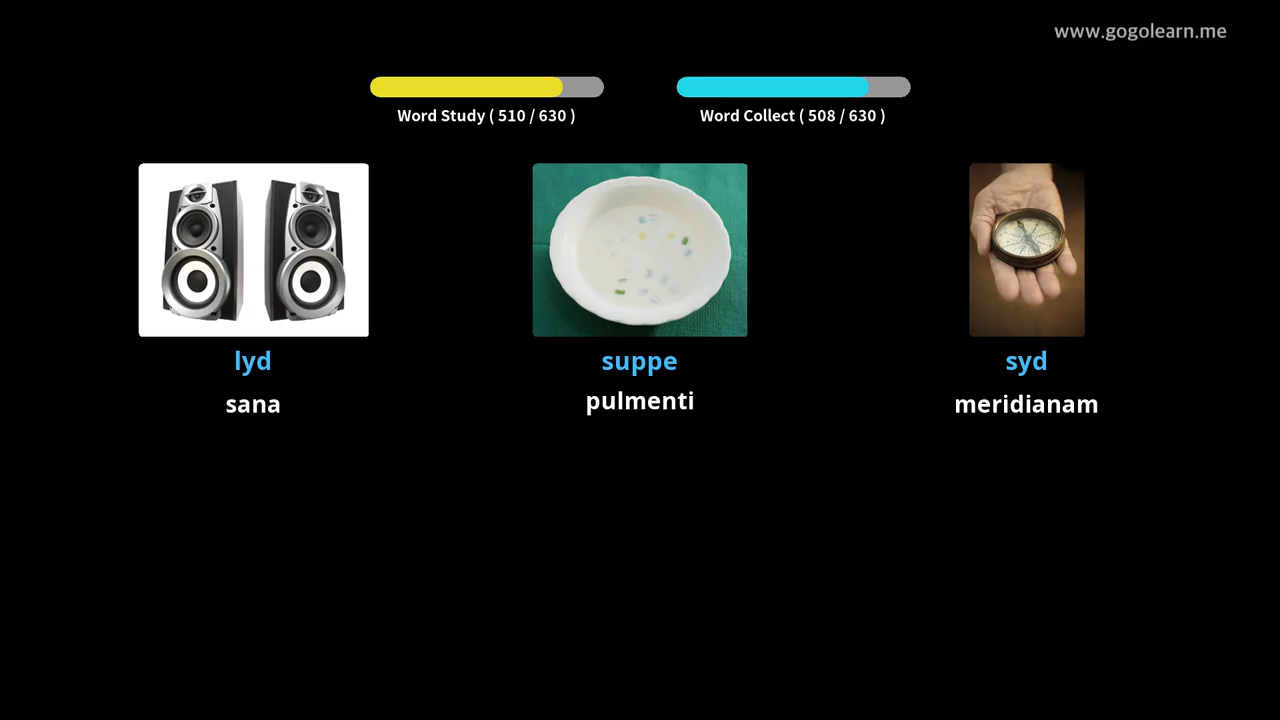 www.gogolearn.me
Word Study ( 510 / 630 )
Word Collect ( 508 / 630 )
lyd
suppe
syd
sana
pulmenti
meridianam